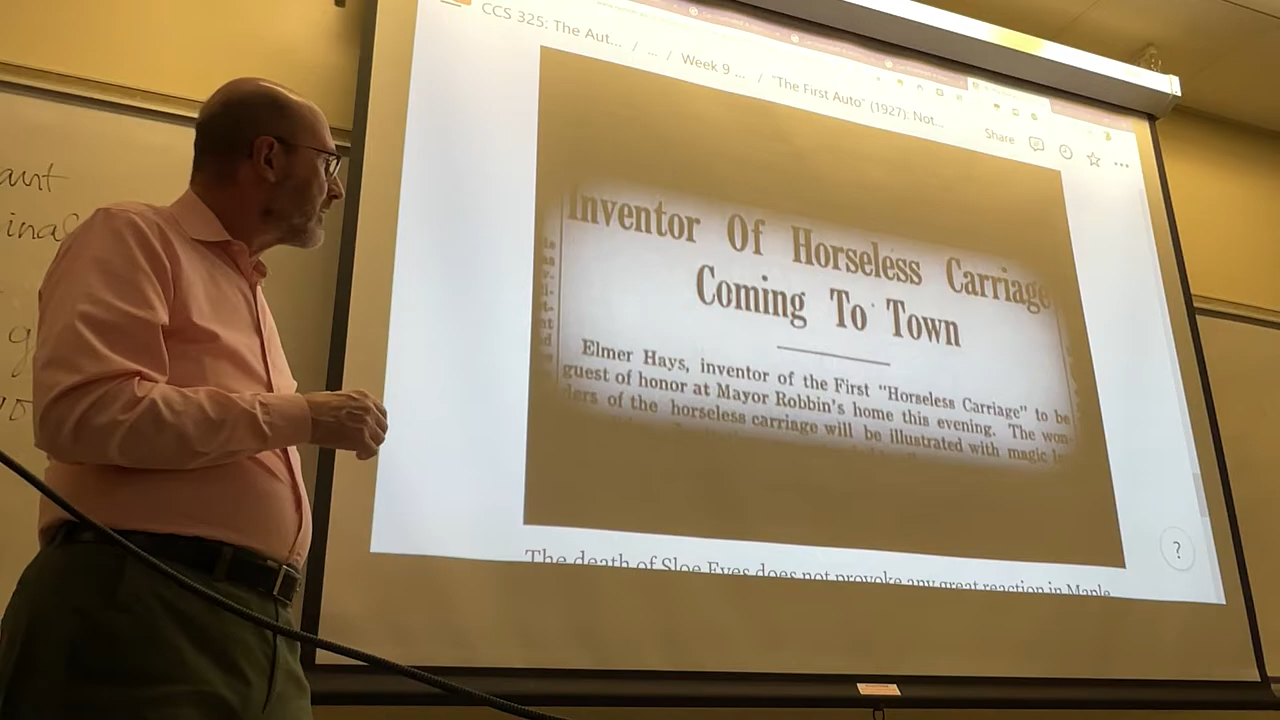 CCS 325: The Aut... / ... / Week 9 ... / "The First Auto" (1927): Not...
Share
Inventor Of Horseless Carriage
Coming To Town
Elmer Hays, inventor of the First "Horseless Carriage" to be
guest of honor at Mayor Robbin's home this evening. The won-
ders of the horseless carriage will be illustrated with magic
?
The death of Sloe Eyes does not provoke any great reaction in Maple
ant